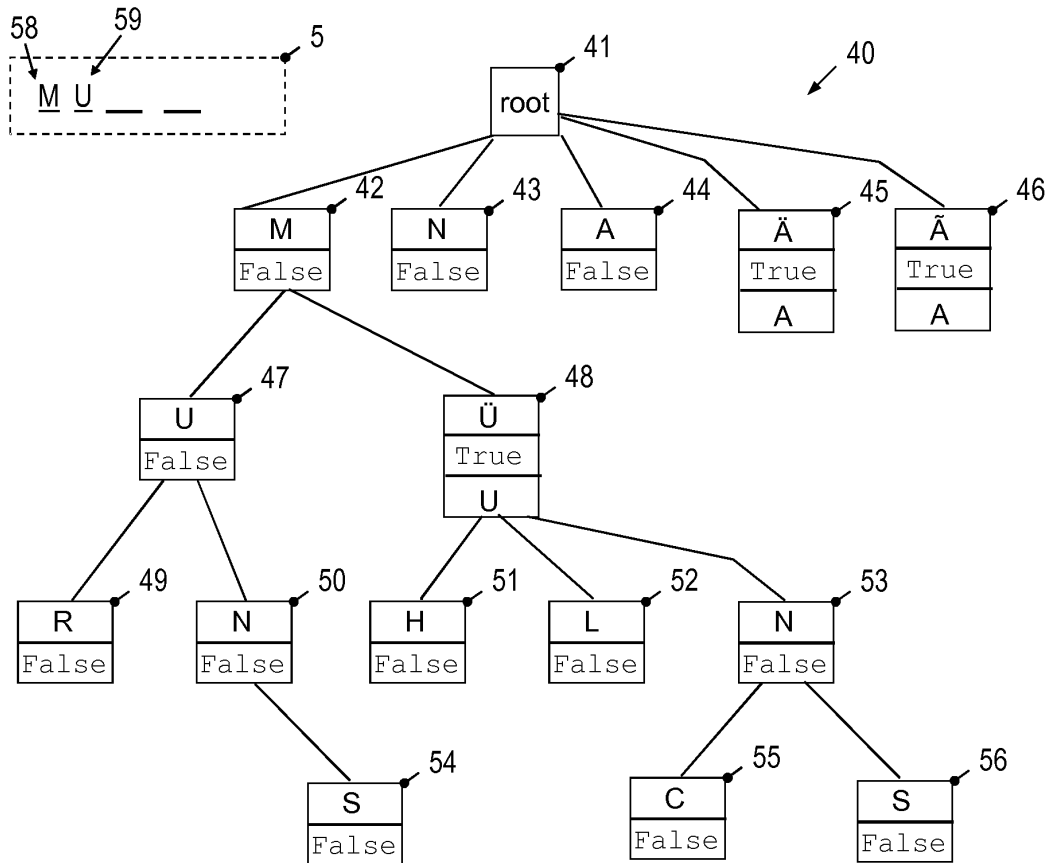 58 59 5
M U
40
41
root
42 43 44 45 46
M N A Ä Ã
False False False True True
A A
47 48
U Ü
False True
U
49 50 51 52 53
R N H L N
False False False False False
54 55 56
S C S
False False False